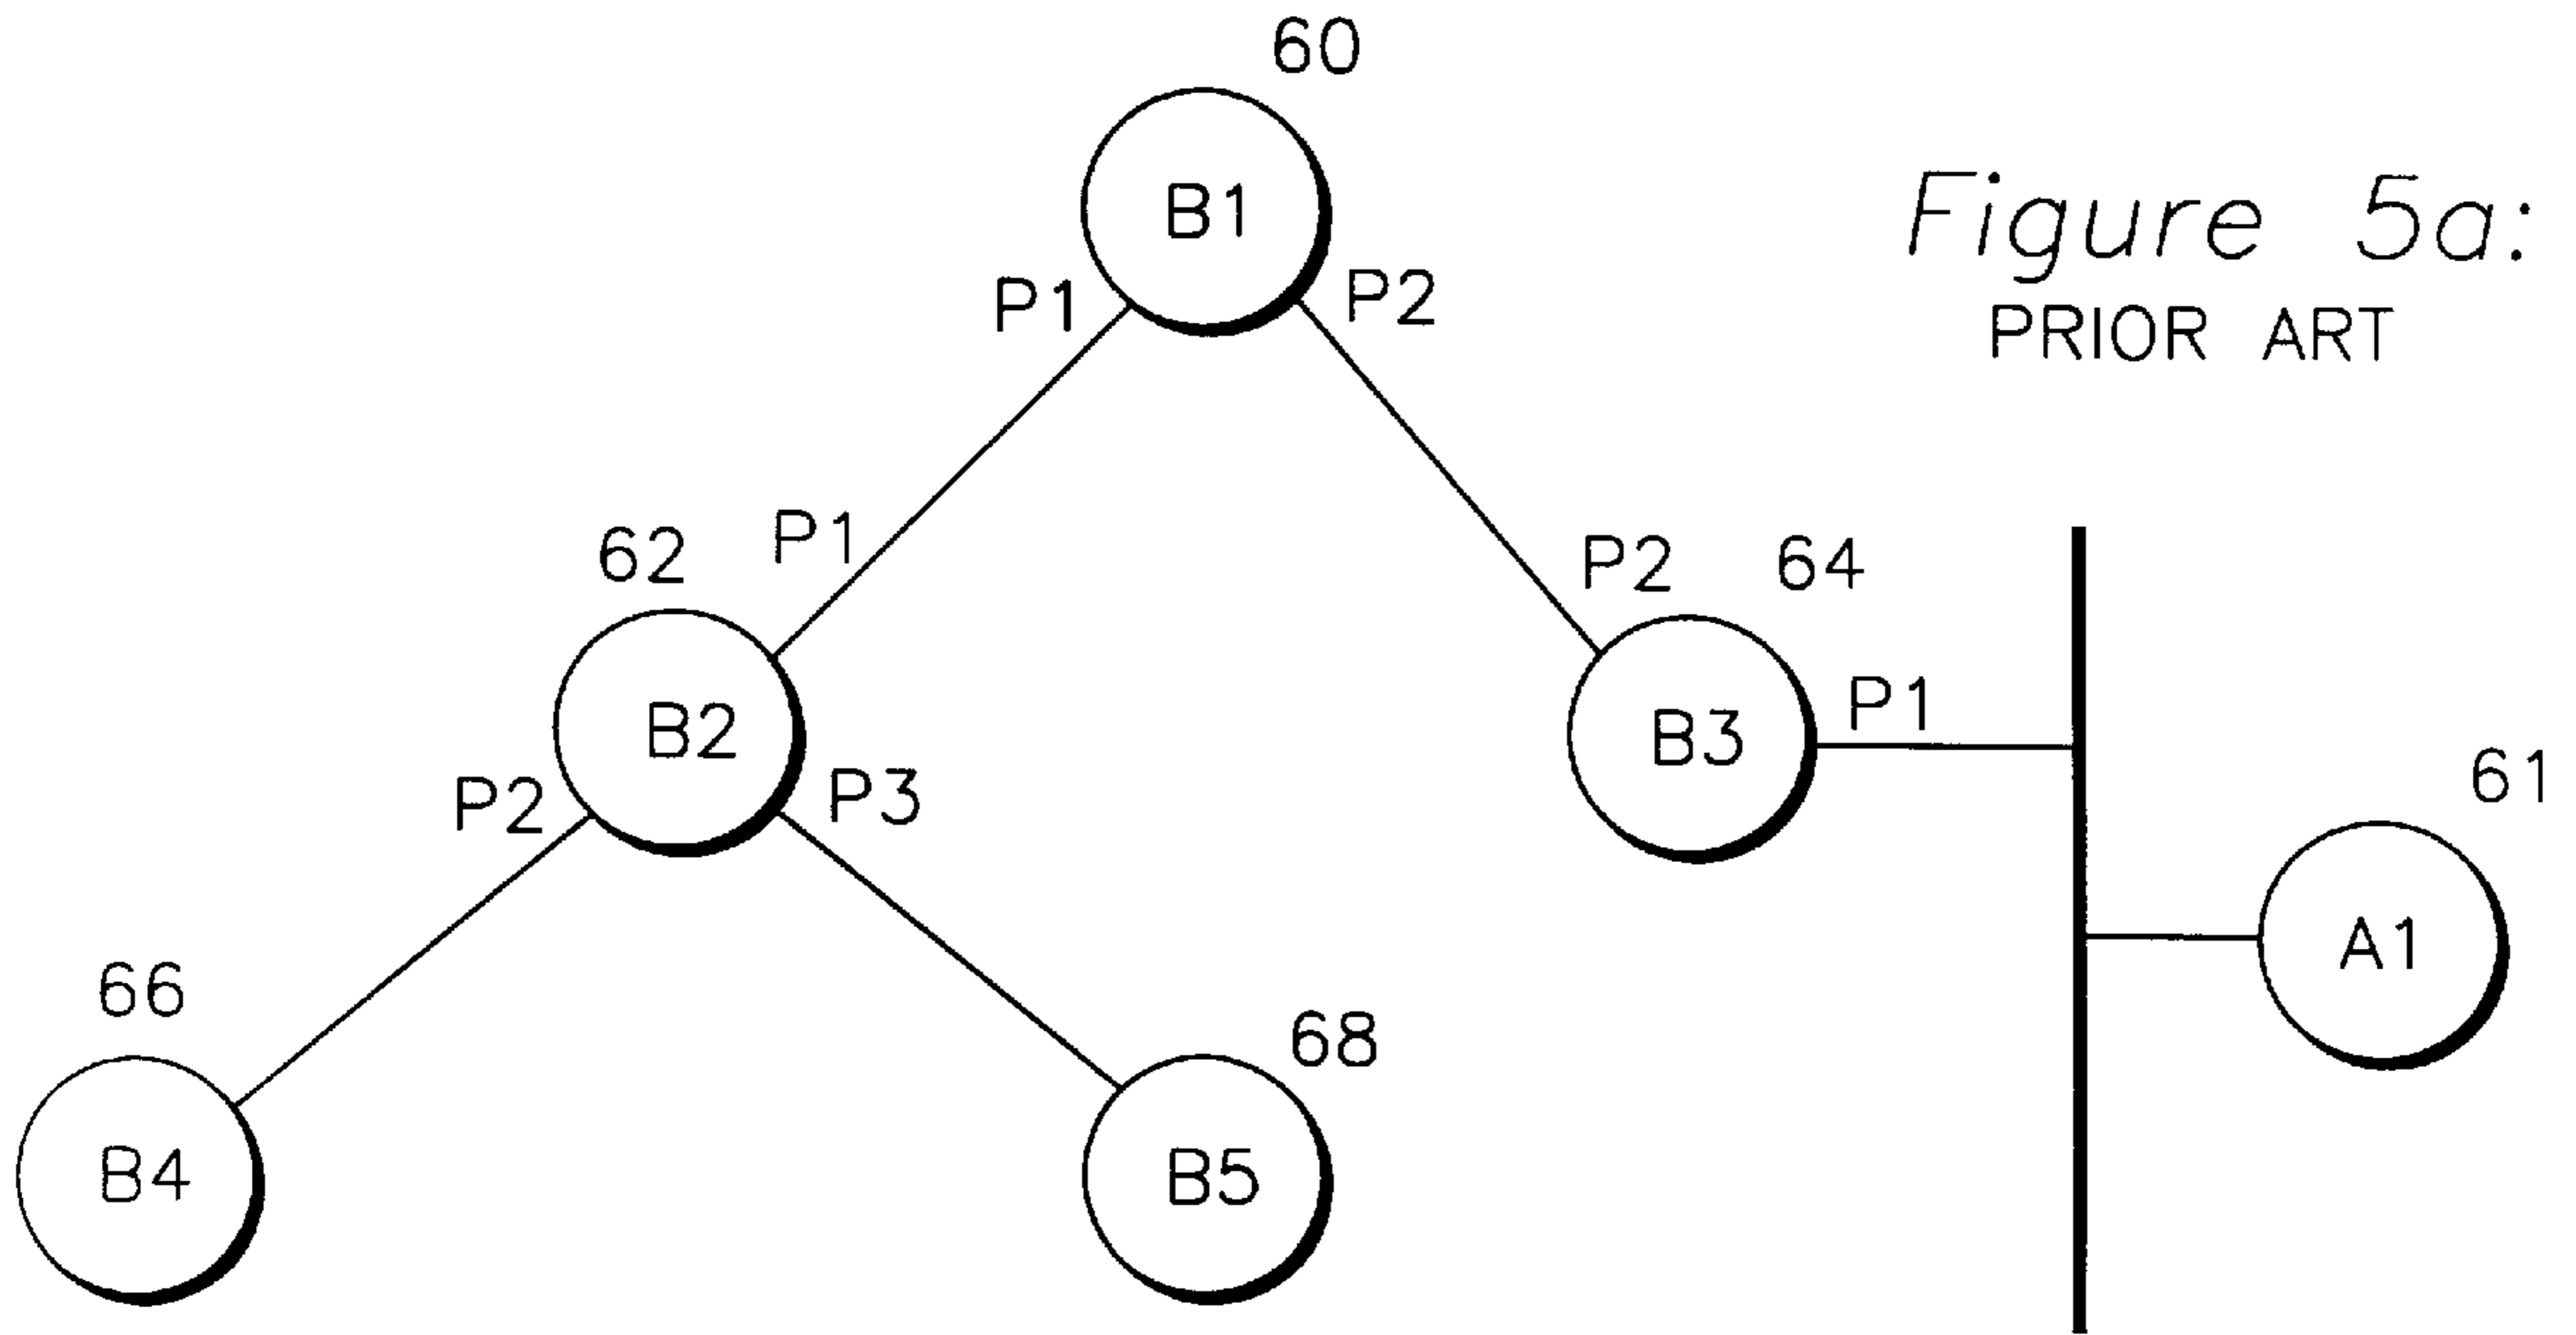 60
B1
Figure 5a:
PRIOR ART
P1
P2
62
P1
P2
64
B2
B3
P1
P2
P3
61
A1
66
68
B4
B5